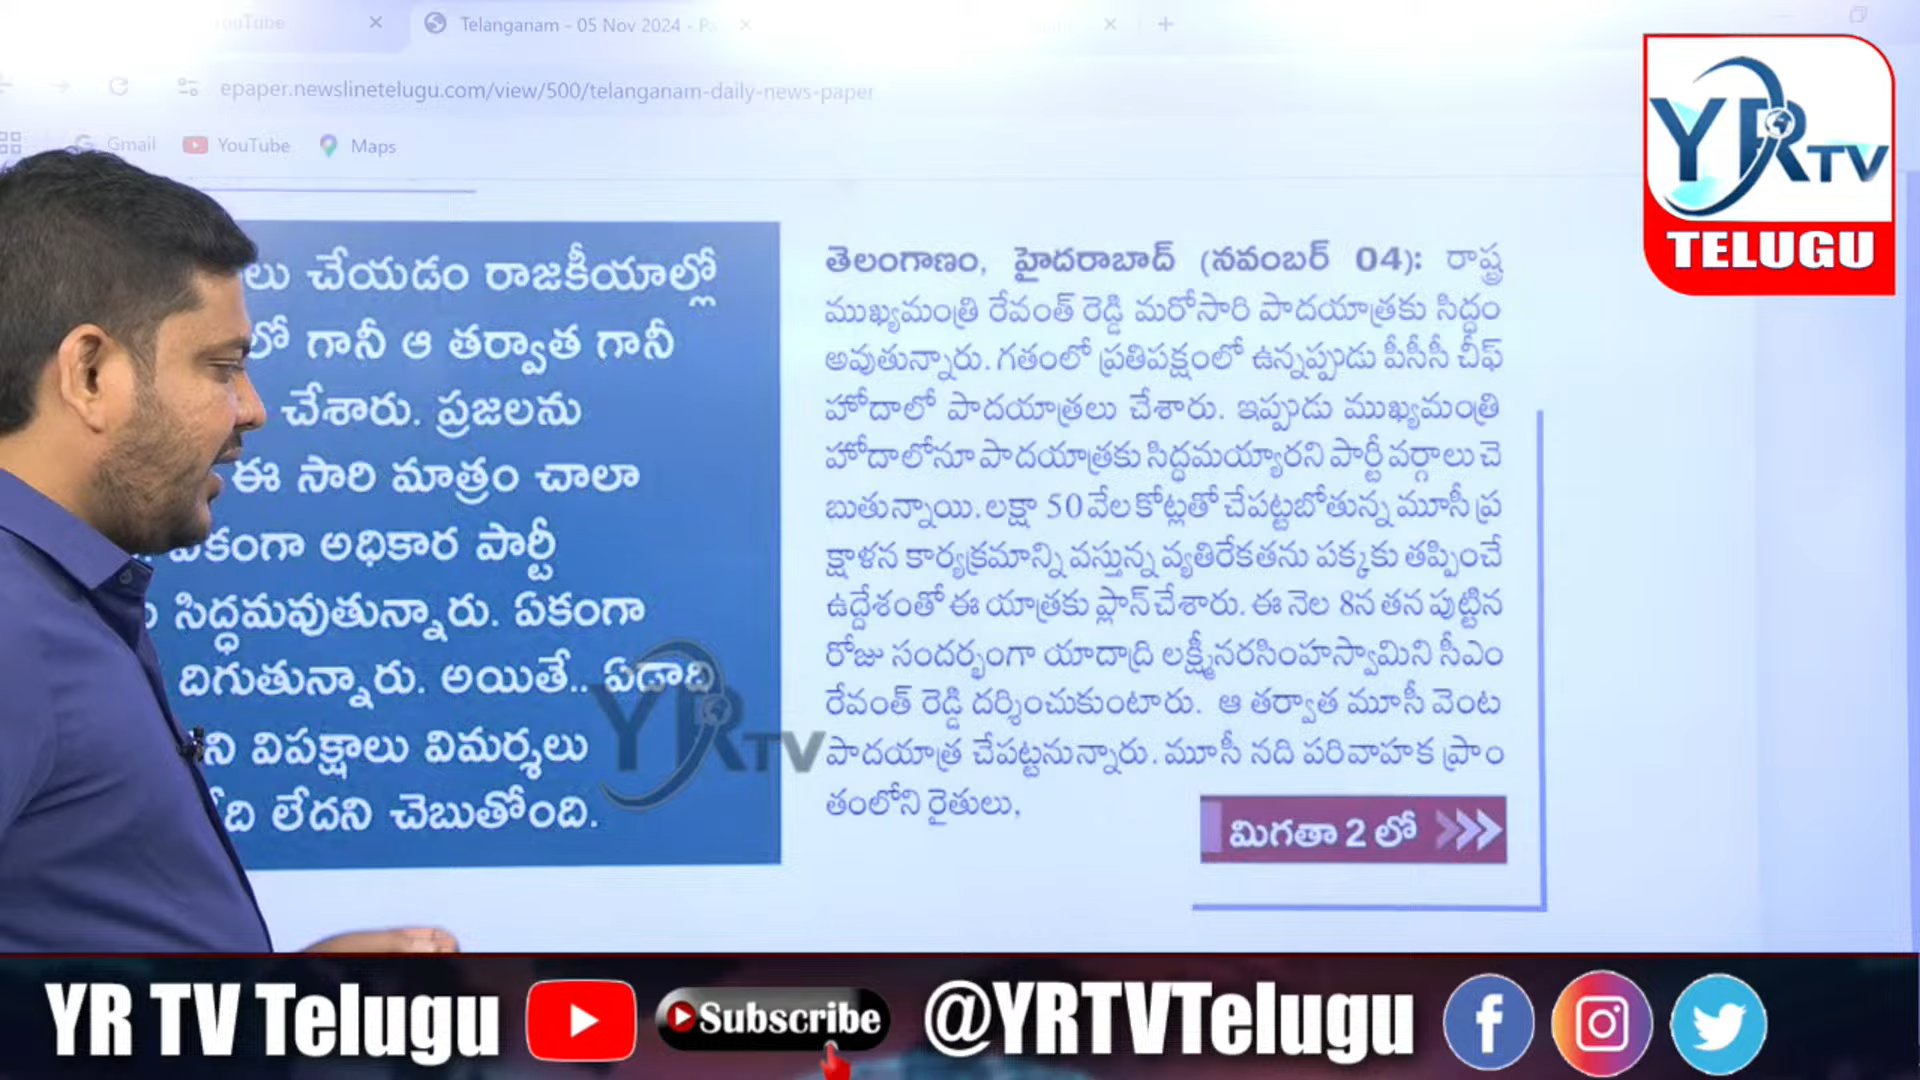 YouTube
Telanganam - 05 Nov 2024 -
epaper.newslinetelugu.com/view/500/telanganam-daily-news-paper
Gmail YouTube Maps
YR TV
TELUGU
లు చేయడం రాజకీయాల్లో
లో గానీ ఆ తర్వాత గానీ
చేశారు. ప్రజలను
ఈ సారి మాత్రం చాలా
ఏకంగా అధికార పార్టీ
సిద్ధమవుతున్నారు. ఏకంగా
దిగుతున్నారు. అయితే.. ఏడాది
ని విపక్షాలు విమర్శలు
ది లేదని చెబుతోంది.
తెలంగాణం, హైదరాబాద్ (నవంబర్ 04): రాష్ట్ర
ముఖ్యమంత్రి రేవంత్ రెడ్డి మరోసారి పాదయాత్రకు సిద్ధం
అవుతున్నారు. గతంలో ప్రతిపక్షంలో ఉన్నప్పుడు పీసీసీ చీఫ్
హోదాలో పాదయాత్రలు చేశారు. ఇప్పుడు ముఖ్యమంత్రి
హోదాలోనూ పాదయాత్రకు సిద్ధమయ్యారని పార్టీ వర్గాలు చె
బుతున్నాయి. లక్షా 50 వేల కోట్లతో చేపట్టబోతున్న మూసీ ప్ర
క్షాళన కార్యక్రమాన్ని వస్తున్న వ్యతిరేకతను పక్కకు తప్పించే
ఉద్దేశంతో ఈ యాత్రకు ప్లాన్ చేశారు. ఈ నెల 8న తన పుట్టిన
రోజు సందర్భంగా యాదాద్రి లక్ష్మీనరసింహస్వామిని సీఎం
రేవంత్ రెడ్డి దర్శించుకుంటారు. ఆ తర్వాత మూసీ వెంట
పాదయాత్ర చేపట్టనున్నారు. మూసీ నది పరివాహక ప్రాం
తంలోని రైతులు,
మిగతా 2 లో
YR TV
YR TV Telugu Subscribe @YRTVTelugu